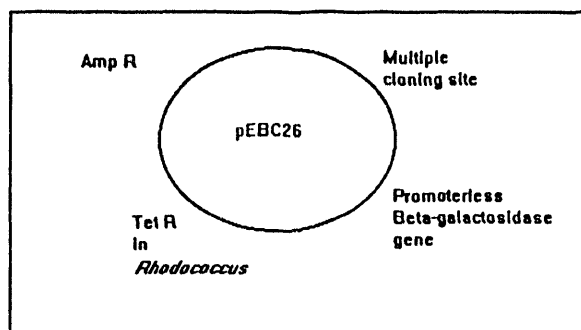 Amp R
Multiple
cloning site
pEBC26
Promoterless
Beta-galactosidase
gene
Tet R
in
Rhodococcus